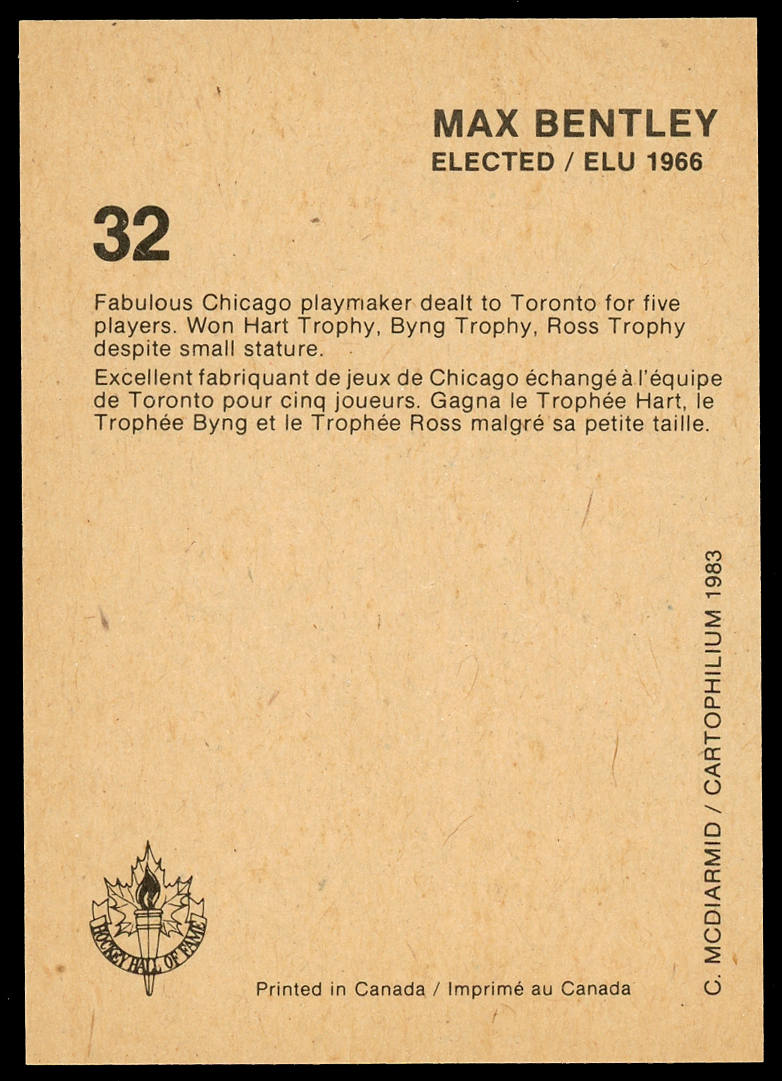 MAX BENTLEY
ELECTED / ELU 1966
32
Fabulous Chicago playmaker dealt to Toronto for five
players. Won Hart Trophy, Byng Trophy, Ross Trophy
despite small stature.
Excellent fabriquant de jeux de Chicago échangé à l'équipe
de Toronto pour cinq joueurs. Gagna le Trophée Hart, le
Trophée Byng et le Trophée Ross malgré sa petite taille.
C. MCDIARMID / CARTOPHILIUM 1983
HOCKEY HALL OF FAME
Printed in Canada / Imprimé au Canada